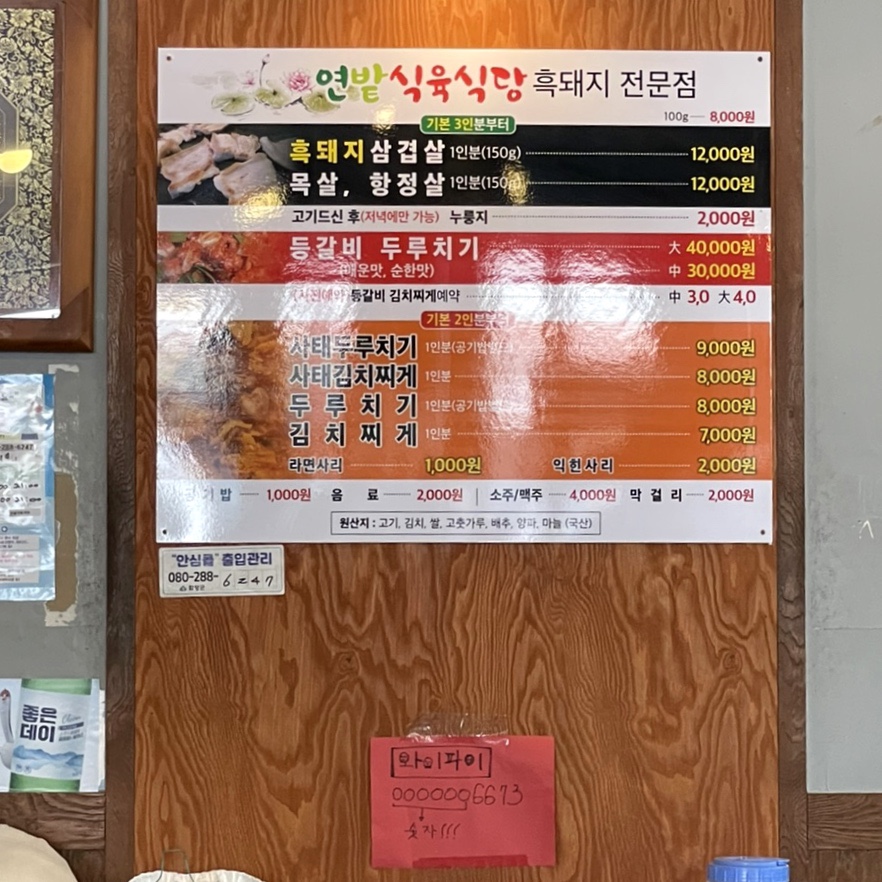 연밭식육식당 흑돼지 전문점
100g 8,000원
기본 3인분부터
흑돼지삼겹살 1인분(150g) 12,000원
목살, 항정살 1인분(150g) 12,000원
고기드신 후(저녁에만 가능) 누룽지 2,000원
등갈비 두루치기 大 40,000원
(매운맛, 순한맛) 中 30,000원
(사전예약) 등갈비 김치찌게예약 中 3,0 大 4,0
기본 2인분부터
사태두루치기 1인분 9,000원
사태김치찌게 1인분 8,000원
두루치기 1인분 8,000원
김치찌게 1인분 7,000원
라면사리 1,000원 익힌사리 2,000원
공기밥 1,000원 음료 2,000원 | 소주/맥주 4,000원 막걸리 2,000원
원산지 : 고기, 김치, 쌀, 고춧가루, 배추, 양파, 마늘 (국산)
"안심콜" 출입관리
080-288-6247
좋은
데이
와이파이
0000006673
숫자!!!